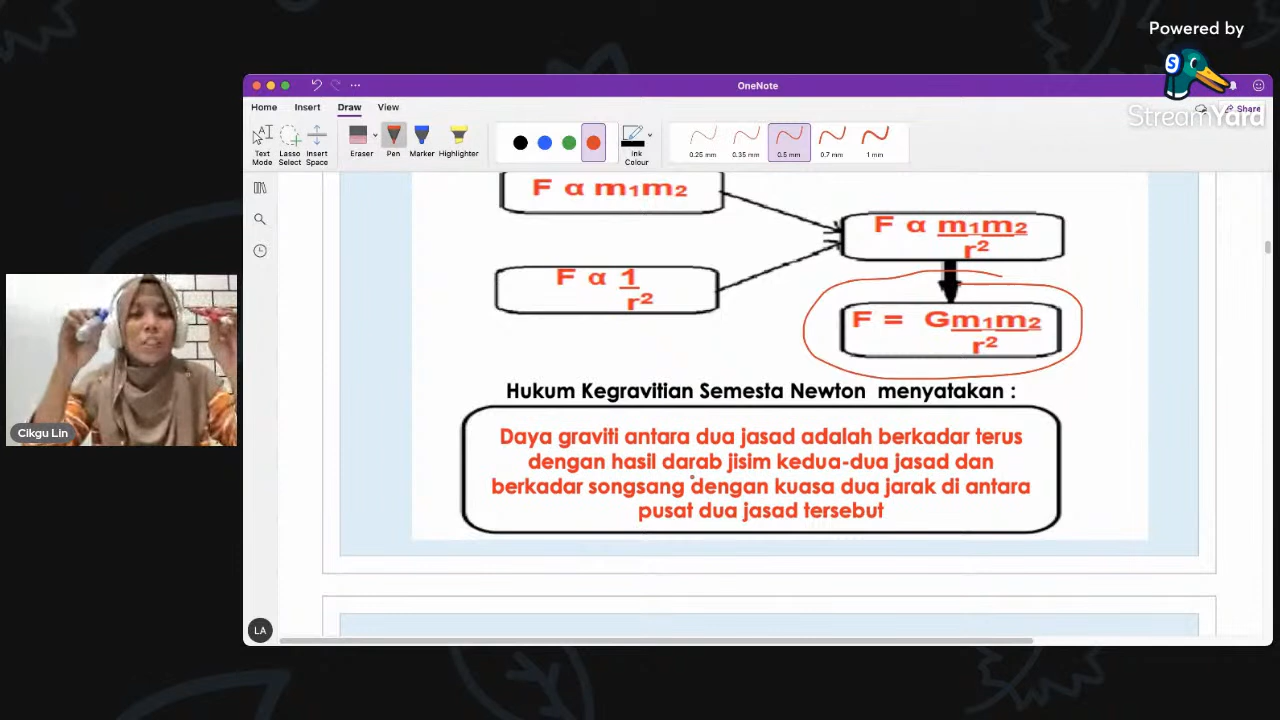 Powered by
StreamYard
OneNote
Home Insert Draw View
Share
Text Mode
Lasso Select
Insert Space
Eraser
Pen
Marker
Highlighter
Ink Colour
0.25 mm
0.35 mm
0.5 mm
0.7 mm
1 mm
F α m₁m₂
F α m₁m₂
r²
F α 1
r²
F = Gm₁m₂
r²
Hukum Kegravitian Semesta Newton menyatakan :
Daya graviti antara dua jasad adalah berkadar terus
dengan hasil darab jisim kedua-dua jasad dan
berkadar songsang dengan kuasa dua jarak di antara
pusat dua jasad tersebut
Cikgu Lin
LA